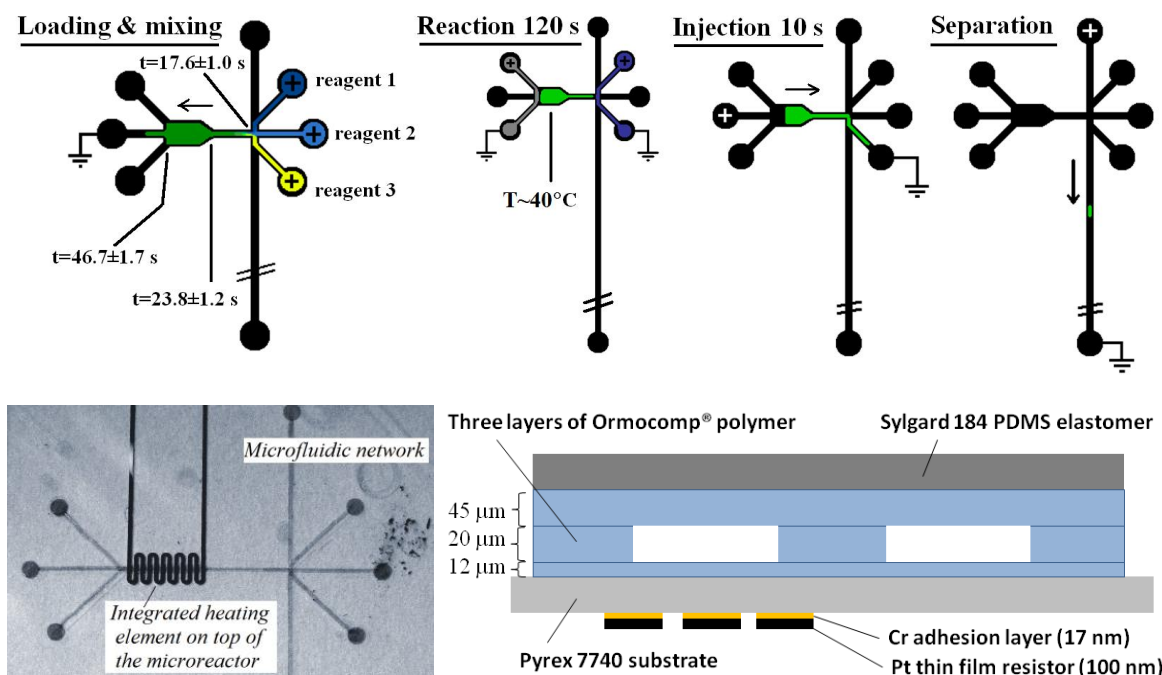 Loading & mixing
t=17.6±1.0 s
reagent 1
reagent 2
reagent 3
t=46.7±1.7 s
t=23.8±1.2 s
Reaction 120 s
T~40°C
Injection 10 s
Separation
Microfluidic network
Integrated heating
element on top of
the microreactor
Three layers of Ormocomp® polymer
Sylgard 184 PDMS elastomer
45 µm
20 µm
12 µm
Pyrex 7740 substrate
Cr adhesion layer (17 nm)
Pt thin film resistor (100 nm)